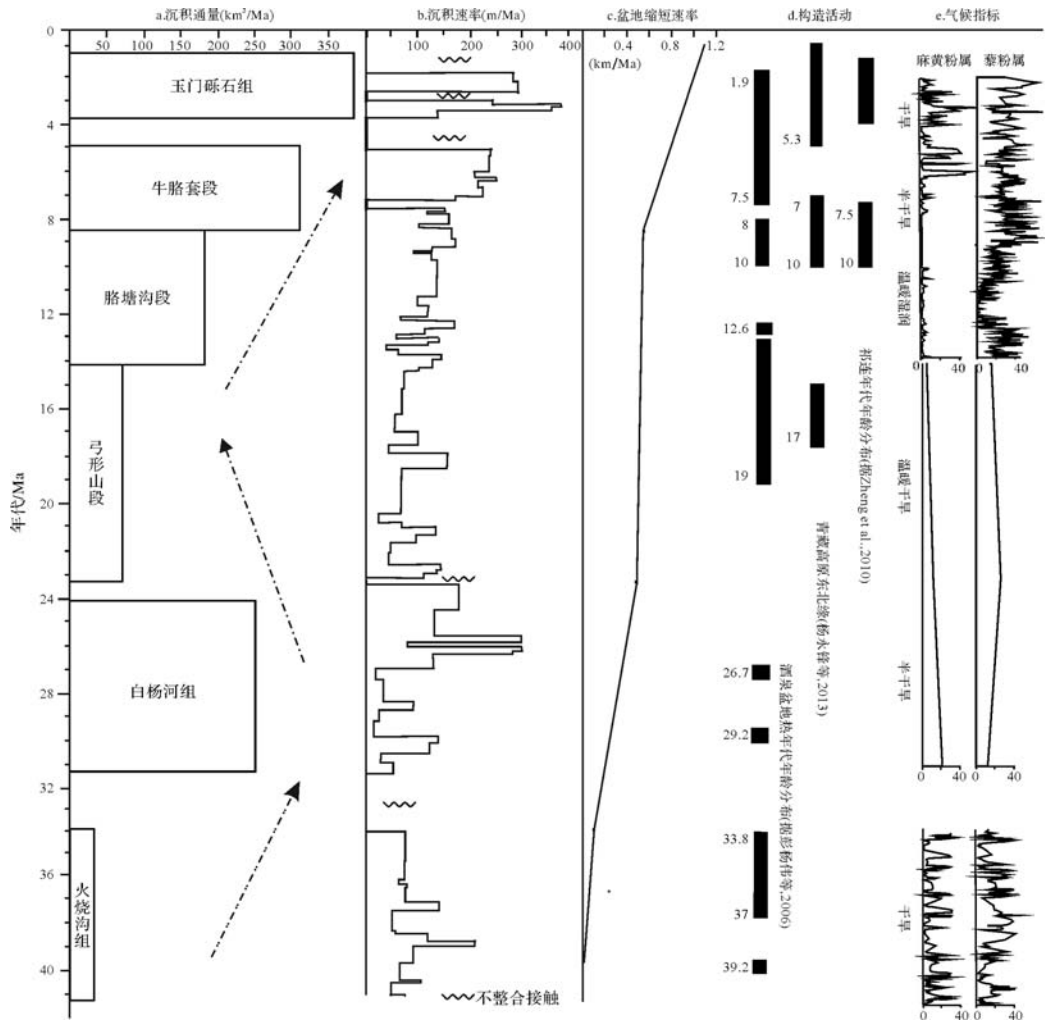 a.沉积通量(km³/Ma)
b.沉积速率(m/Ma)
c.盆地缩短速率
d.构造活动
e.气候指标
50 100 150 200 250 300 350
100 200 300 400
0.4 0.8 1.2
(km/Ma)
麻黄粉属 藜粉属
年代/Ma
0
4
8
12
16
20
24
28
32
36
40
玉门砾石组
牛胳套段
胳塘沟段
弓形山段
白杨河组
火烧沟组
不整合接触
1.9
7.5
8
10
12.6
19
26.7
29.2
33.8
37
39.2
5.3
7
10
17
7.5
10
酒泉盆地热年代年龄分布(据彭杨伟等,2006)
青藏高原东北缘(杨永锋等,2013)
祁连年代年龄分布(据Zheng et al.,2010)
干旱
半干旱
温暖湿润
温暖干旱
半干旱
干旱
0 40 0 40
0 40 0 40
0 40 0 40